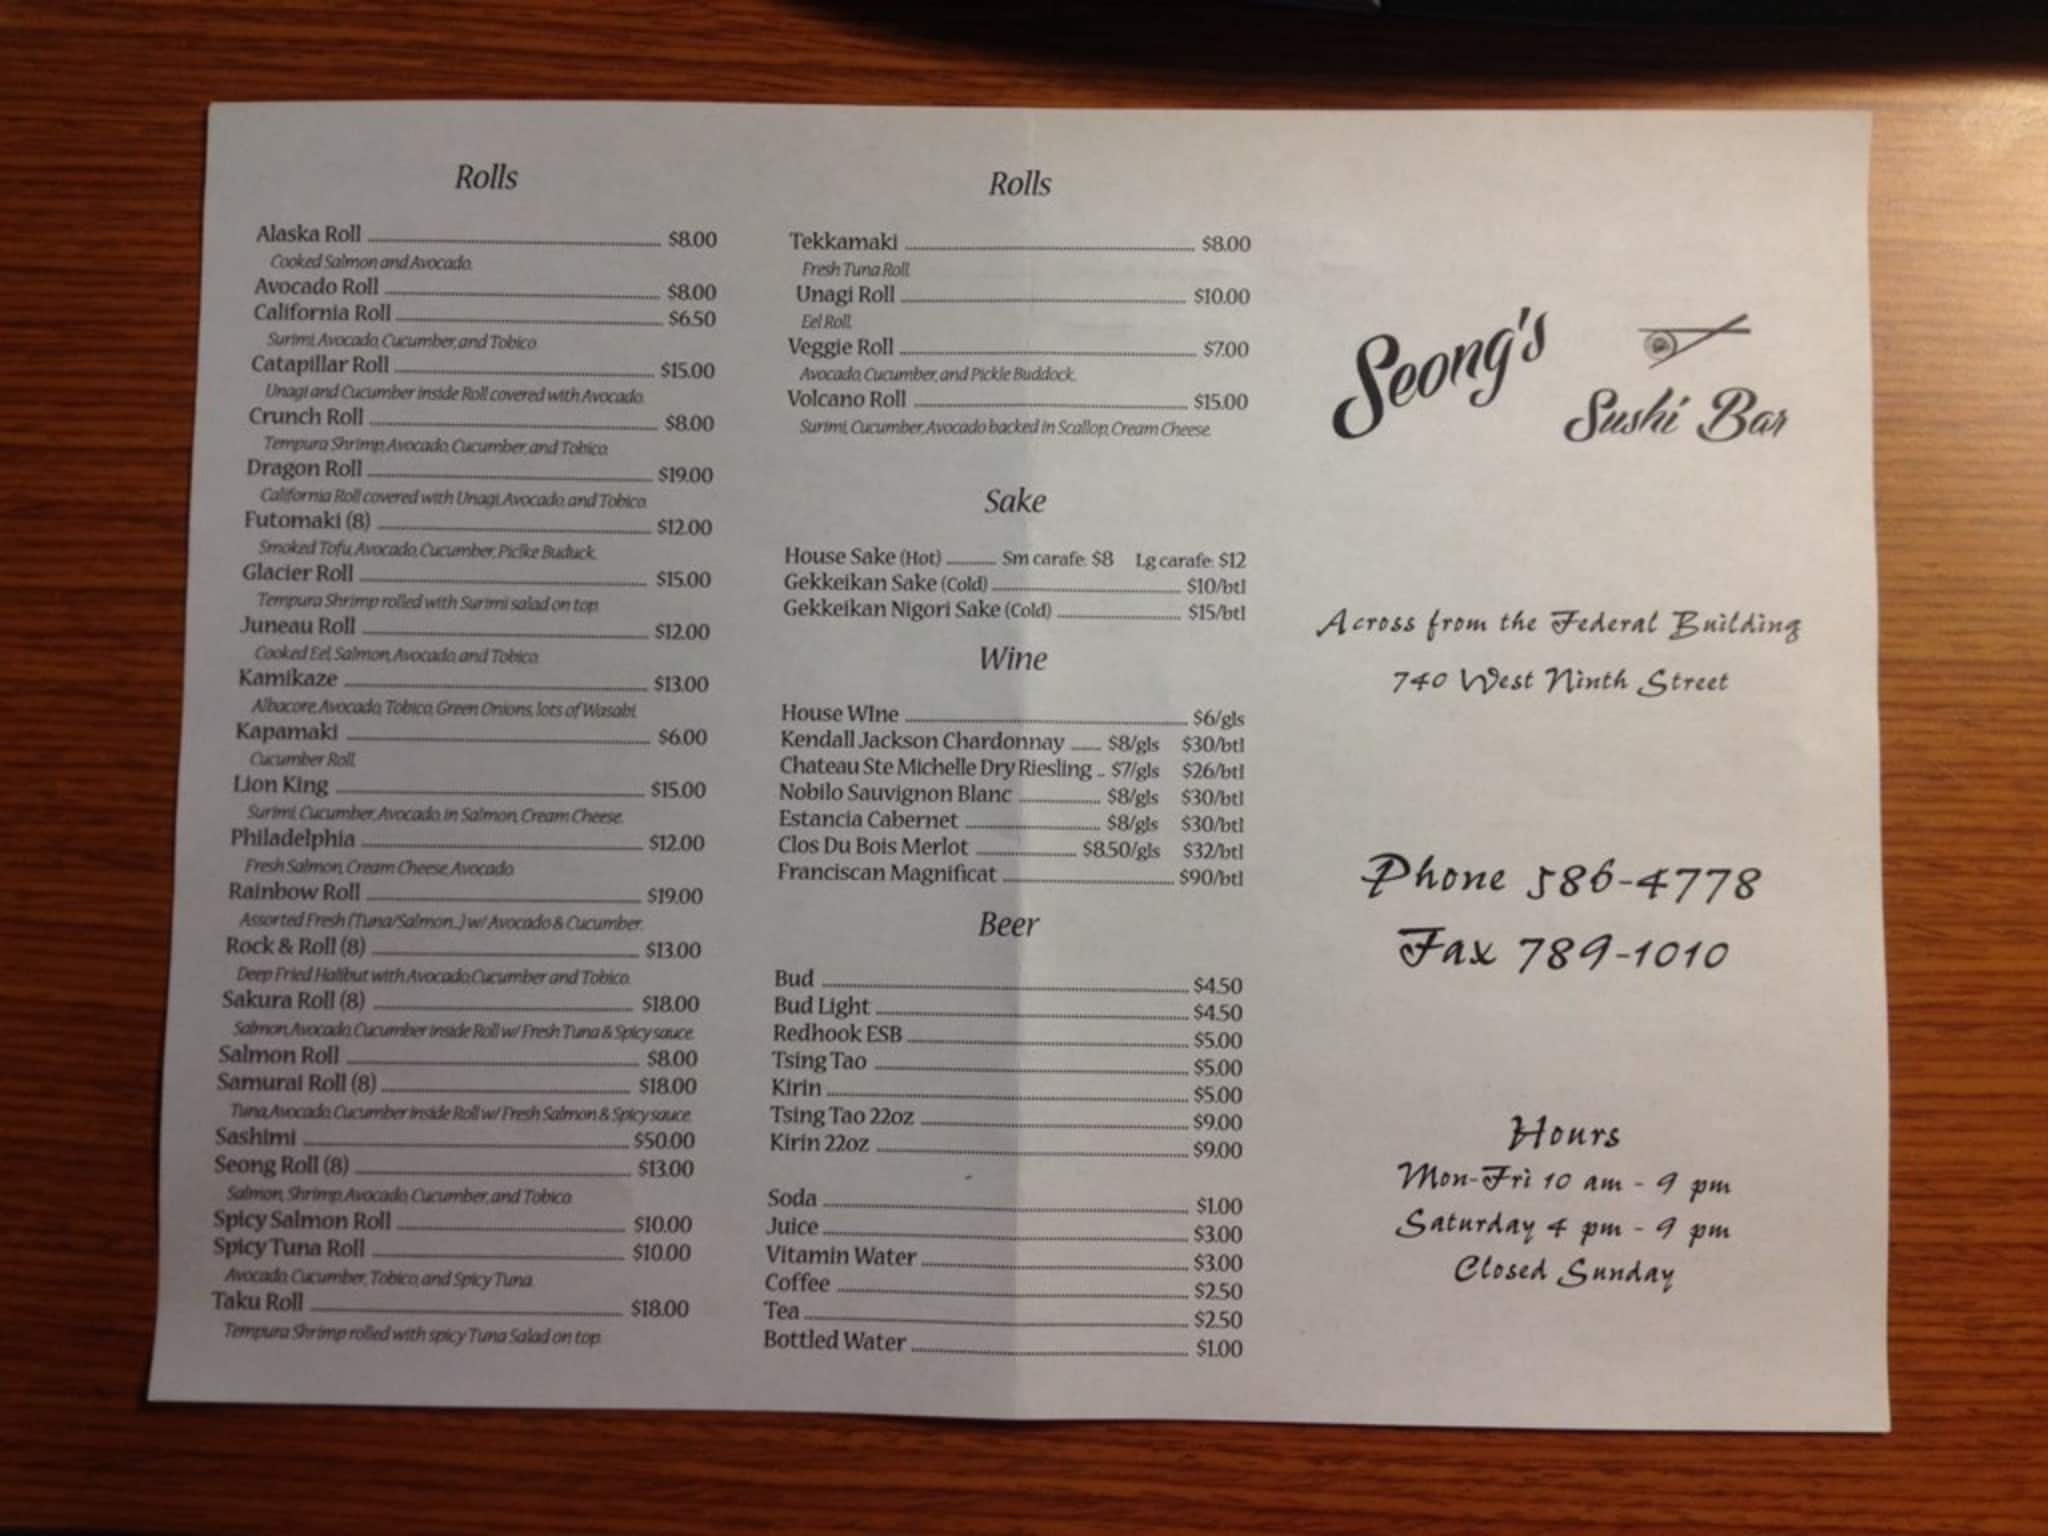 Rolls
Alaska Roll $8.00
Cooked Salmon and Avocado.
Avocado Roll $8.00
California Roll $6.50
Surimi, Avocado, Cucumber, and Tobico.
Catapillar Roll $15.00
Unagi and Cucumber inside Roll covered with Avocado.
Crunch Roll $8.00
Tempura Shrimp, Avocado, Cucumber, and Tobico.
Dragon Roll $19.00
California Roll covered with Unagi, Avocado, and Tobico.
Futomaki (8) $12.00
Smoked Tofu, Avocado, Cucumber, Piclke Buduck.
Glacier Roll $15.00
Tempura Shrimp rolled with Surimi salad on top.
Juneau Roll $12.00
Cooked Eel, Salmon, Avocado, and Tobico.
Kamikaze $13.00
Albacore, Avocado, Tobico, Green Onions, lots of Wasabi.
Kapamaki $6.00
Cucumber Roll.
Lion King $15.00
Surimi, Cucumber, Avocado, in Salmon, Cream Cheese.
Philadelphia $12.00
Fresh Salmon, Cream Cheese, Avocado.
Rainbow Roll $19.00
Assorted Fresh (Tuna/Salmon...) w/ Avocado & Cucumber.
Rock & Roll (8) $13.00
Deep Fried Halibut with Avocado, Cucumber and Tobico.
Sakura Roll (8) $18.00
Salmon, Avocado, Cucumber inside Roll w/ Fresh Tuna & Spicy sauce.
Salmon Roll $8.00
Samurai Roll (8) $18.00
Tuna, Avocado, Cucumber inside Roll w/ Fresh Salmon & Spicy sauce.
Sashimi $50.00
Seong Roll (8) $13.00
Salmon, Shrimp, Avocado, Cucumber, and Tobico.
Spicy Salmon Roll $10.00
Spicy Tuna Roll $10.00
Avocado, Cucumber, Tobico, and Spicy Tuna.
Taku Roll $18.00
Tempura Shrimp rolled with spicy Tuna Salad on top.
Rolls
Tekkamaki $8.00
Fresh Tuna Roll.
Unagi Roll $10.00
Eel Roll.
Veggie Roll $7.00
Avocado, Cucumber, and Pickle Buddock.
Volcano Roll $15.00
Surimi, Cucumber, Avocado backed in Scallop, Cream Cheese.
Sake
House Sake (Hot) Sm carafe: $8 Lg carafe: $12
Gekkeikan Sake (Cold) $10/btl
Gekkeikan Nigori Sake (Cold) $15/btl
Wine
House WIne $6/gls
Kendall Jackson Chardonnay $8/gls $30/btl
Chateau Ste Michelle Dry Riesling $7/gls $26/btl
Nobilo Sauvignon Blanc $8/gls $30/btl
Estancia Cabernet $8/gls $30/btl
Clos Du Bois Merlot $8.50/gls $32/btl
Franciscan Magnificat $90/btl
Beer
Bud $4.50
Bud Light $4.50
Redhook ESB $5.00
Tsing Tao $5.00
Kirin $5.00
Tsing Tao 22oz $9.00
Kirin 22oz $9.00
Soda $1.00
Juice $3.00
Vitamin Water $3.00
Coffee $2.50
Tea $2.50
Bottled Water $1.00
Seong's
Sushi Bar
Across from the Federal Building
740 West Ninth Street
Phone 586-4778
Fax 789-1010
Hours
Mon-Fri 10 am - 9 pm
Saturday 4 pm - 9 pm
Closed Sunday